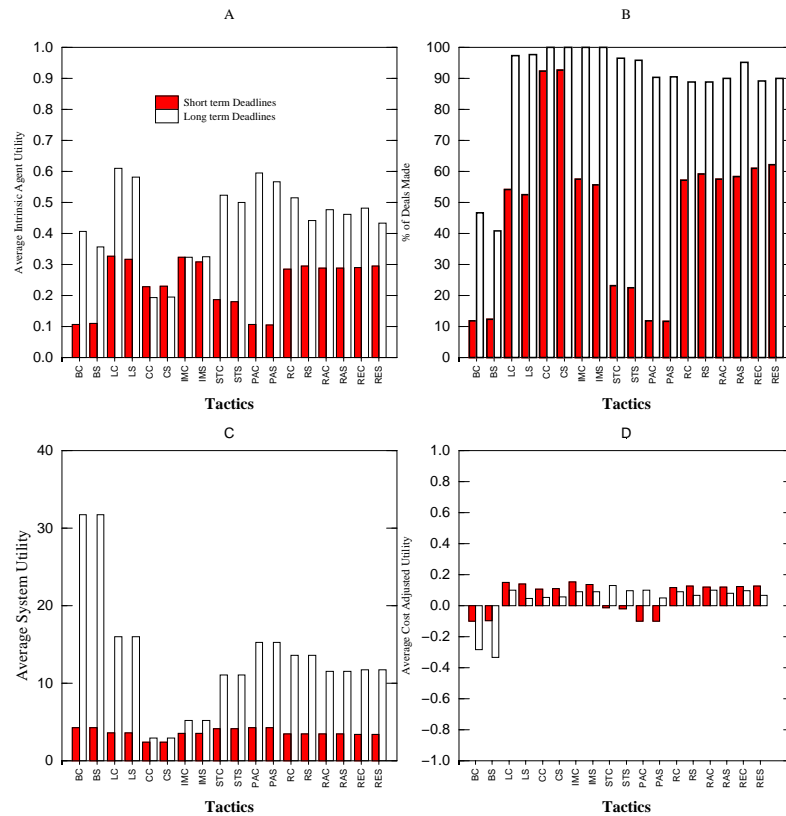 A
1.0
0.9
0.8
0.7
0.6
0.5
0.4
0.3
0.2
0.1
0.0
Average Intrinsic Agent Utility
Short term Deadlines
Long term Deadlines
BC BS LC LS CC CS IMC IMS STC STS PAC PAS RC RS RAC RAS REC RES
Tactics
B
100
90
80
70
60
50
40
30
20
10
0
% of Deals Made
BC BS LC LS CC CS IMC IMS STC STS PAC PAS RC RS RAC RAS REC RES
Tactics
C
40
30
20
10
0
Average System Utility
BC BS LC LS CC CS IMC IMS STC STS PAC PAS RC RS RAC RAS REC RES
Tactics
D
1.0
0.8
0.6
0.4
0.2
0.0
−0.2
−0.4
−0.6
−0.8
−1.0
Average Cost Adjusted Utility
BC BS LC LS CC CS IMC IMS STC STS PAC PAS RC RS RAC RAS REC RES
Tactics